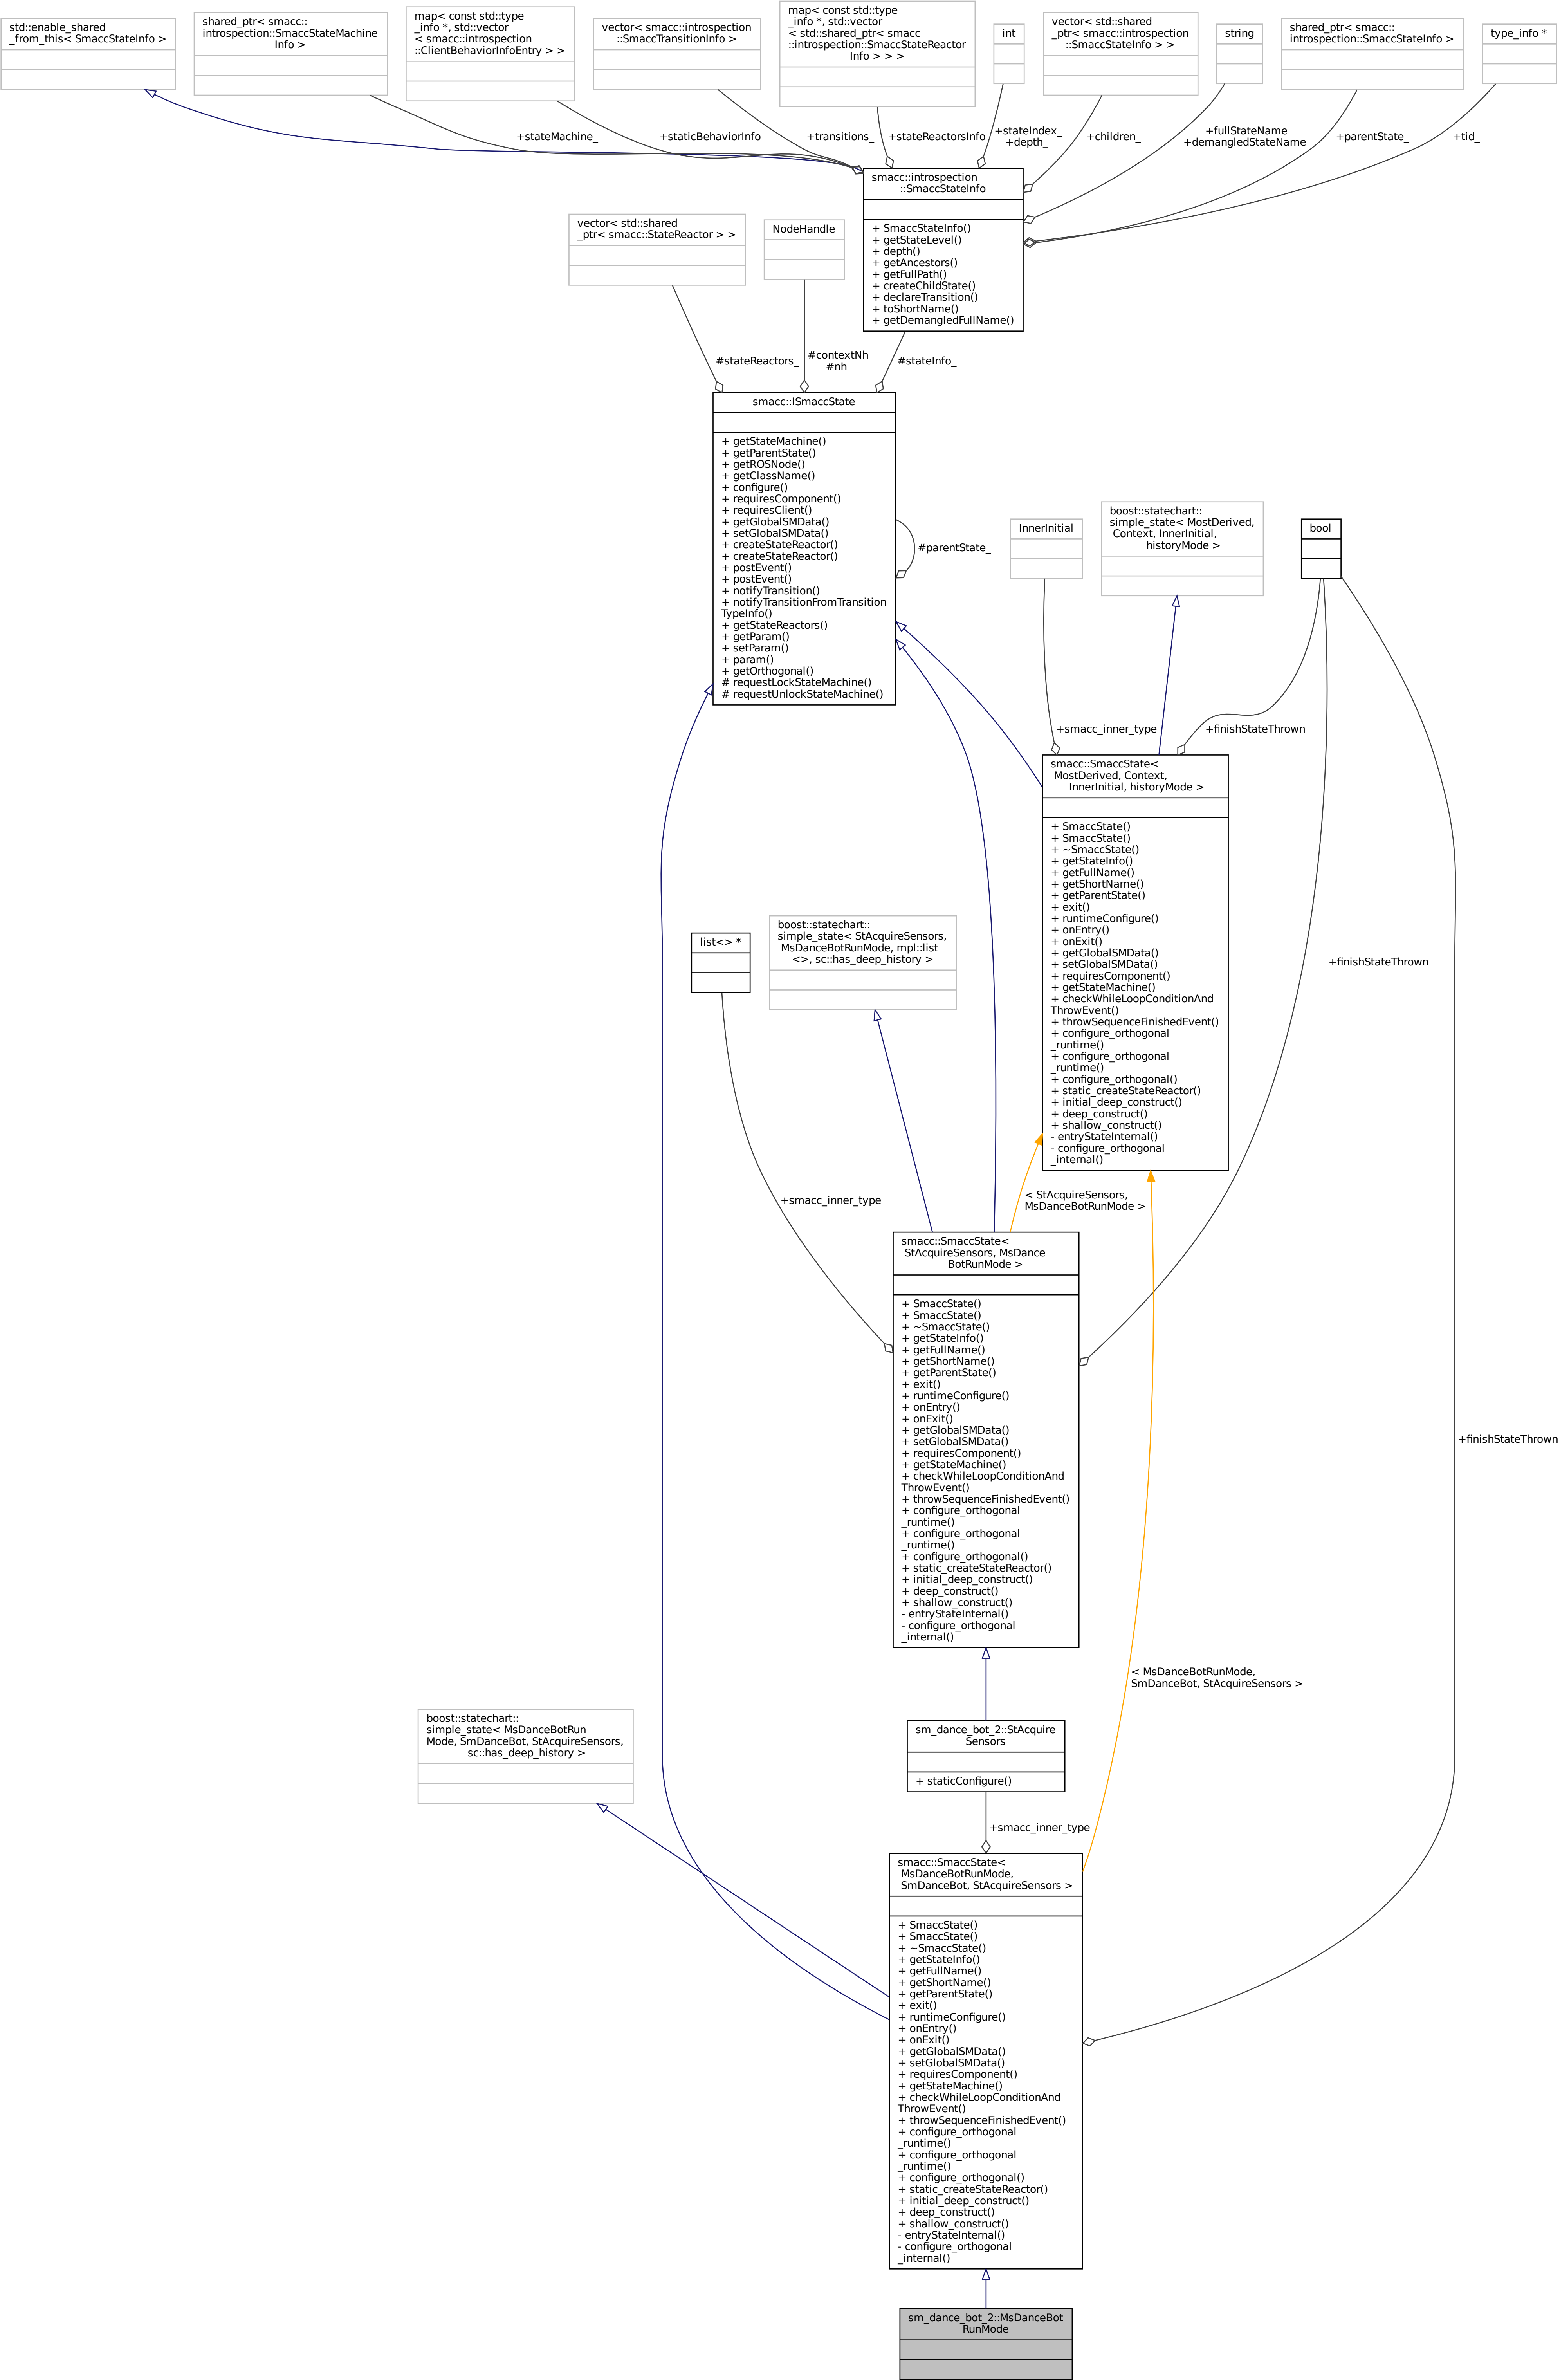 std::enable_shared
_from_this< SmaccStateInfo >
shared_ptr< smacc::
introspection::SmaccStateMachine
Info >
map< const std::type
_info *, std::vector
< smacc::introspection
::ClientBehaviorInfoEntry > >
vector< smacc::introspection
::SmaccTransitionInfo >
map< const std::type
_info *, std::vector
< std::shared_ptr< smacc
::introspection::SmaccStateReactor
Info > > >
int
vector< std::shared
_ptr< smacc::introspection
::SmaccStateInfo > >
string
shared_ptr< smacc::
introspection::SmaccStateInfo >
type_info *
+stateMachine_
+staticBehaviorInfo
+transitions_
+stateReactorsInfo
+stateIndex_
+depth_
+children_
+fullStateName
+demangledStateName
+parentState_
+tid_
smacc::introspection
::SmaccStateInfo
+ SmaccStateInfo()
+ getStateLevel()
+ depth()
+ getAncestors()
+ getFullPath()
+ createChildState()
+ declareTransition()
+ toShortName()
+ getDemangledFullName()
vector< std::shared
_ptr< smacc::StateReactor > >
NodeHandle
#stateReactors_
#contextNh
#nh
#stateInfo_
smacc::ISmaccState
+ getStateMachine()
+ getParentState()
+ getROSNode()
+ getClassName()
+ configure()
+ requiresComponent()
+ requiresClient()
+ getGlobalSMData()
+ setGlobalSMData()
+ createStateReactor()
+ createStateReactor()
+ postEvent()
+ postEvent()
+ notifyTransition()
+ notifyTransitionFromTransition
TypeInfo()
+ getStateReactors()
+ getParam()
+ setParam()
+ param()
+ getOrthogonal()
# requestLockStateMachine()
# requestUnlockStateMachine()
#parentState_
InnerInitial
boost::statechart::
simple_state< MostDerived,
Context, InnerInitial,
historyMode >
bool
+smacc_inner_type
+finishStateThrown
smacc::SmaccState<
MostDerived, Context,
InnerInitial, historyMode >
+ SmaccState()
+ SmaccState()
+ ~SmaccState()
+ getStateInfo()
+ getFullName()
+ getShortName()
+ getParentState()
+ exit()
+ runtimeConfigure()
+ onEntry()
+ onExit()
+ getGlobalSMData()
+ setGlobalSMData()
+ requiresComponent()
+ getStateMachine()
+ checkWhileLoopConditionAnd
ThrowEvent()
+ throwSequenceFinishedEvent()
+ configure_orthogonal
_runtime()
+ configure_orthogonal
_runtime()
+ configure_orthogonal()
+ static_createStateReactor()
+ initial_deep_construct()
+ deep_construct()
+ shallow_construct()
- entryStateInternal()
- configure_orthogonal
_internal()
list<> *
boost::statechart::
simple_state< StAcquireSensors,
MsDanceBotRunMode, mpl::list
<>, sc::has_deep_history >
+finishStateThrown
+smacc_inner_type
< StAcquireSensors,
MsDanceBotRunMode >
smacc::SmaccState<
StAcquireSensors, MsDance
BotRunMode >
+ SmaccState()
+ SmaccState()
+ ~SmaccState()
+ getStateInfo()
+ getFullName()
+ getShortName()
+ getParentState()
+ exit()
+ runtimeConfigure()
+ onEntry()
+ onExit()
+ getGlobalSMData()
+ setGlobalSMData()
+ requiresComponent()
+ getStateMachine()
+ checkWhileLoopConditionAnd
ThrowEvent()
+ throwSequenceFinishedEvent()
+ configure_orthogonal
_runtime()
+ configure_orthogonal
_runtime()
+ configure_orthogonal()
+ static_createStateReactor()
+ initial_deep_construct()
+ deep_construct()
+ shallow_construct()
- entryStateInternal()
- configure_orthogonal
_internal()
+finishStateThrown
< MsDanceBotRunMode,
SmDanceBot, StAcquireSensors >
boost::statechart::
simple_state< MsDanceBotRun
Mode, SmDanceBot, StAcquireSensors,
sc::has_deep_history >
sm_dance_bot_2::StAcquire
Sensors
+ staticConfigure()
+smacc_inner_type
smacc::SmaccState<
MsDanceBotRunMode,
SmDanceBot, StAcquireSensors >
+ SmaccState()
+ SmaccState()
+ ~SmaccState()
+ getStateInfo()
+ getFullName()
+ getShortName()
+ getParentState()
+ exit()
+ runtimeConfigure()
+ onEntry()
+ onExit()
+ getGlobalSMData()
+ setGlobalSMData()
+ requiresComponent()
+ getStateMachine()
+ checkWhileLoopConditionAnd
ThrowEvent()
+ throwSequenceFinishedEvent()
+ configure_orthogonal
_runtime()
+ configure_orthogonal
_runtime()
+ configure_orthogonal()
+ static_createStateReactor()
+ initial_deep_construct()
+ deep_construct()
+ shallow_construct()
- entryStateInternal()
- configure_orthogonal
_internal()
sm_dance_bot_2::MsDanceBot
RunMode